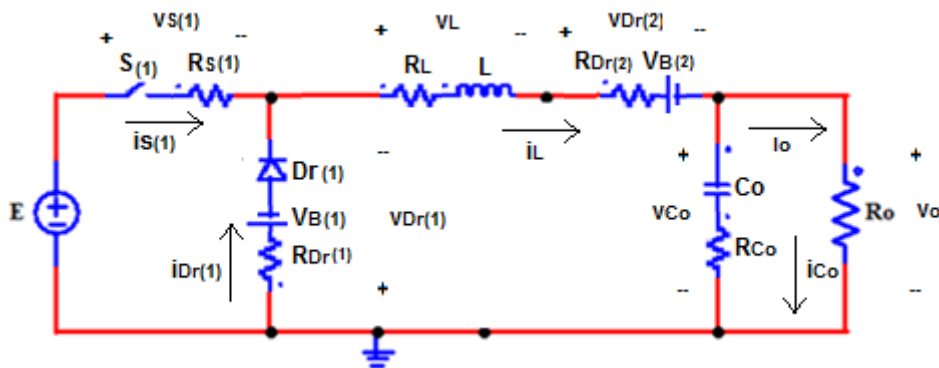 VS(1) VL VDr(2)
+ -- + -- + --
S(1) RS(1) RL L RDr(2) VB(2)
iS(1) iL Io
-- + +
Dr(1) Co
E + VB(1) VDr(1) VCo Ro Vo
RDr(1) RCo
iDr(1) iCo
+ -- --